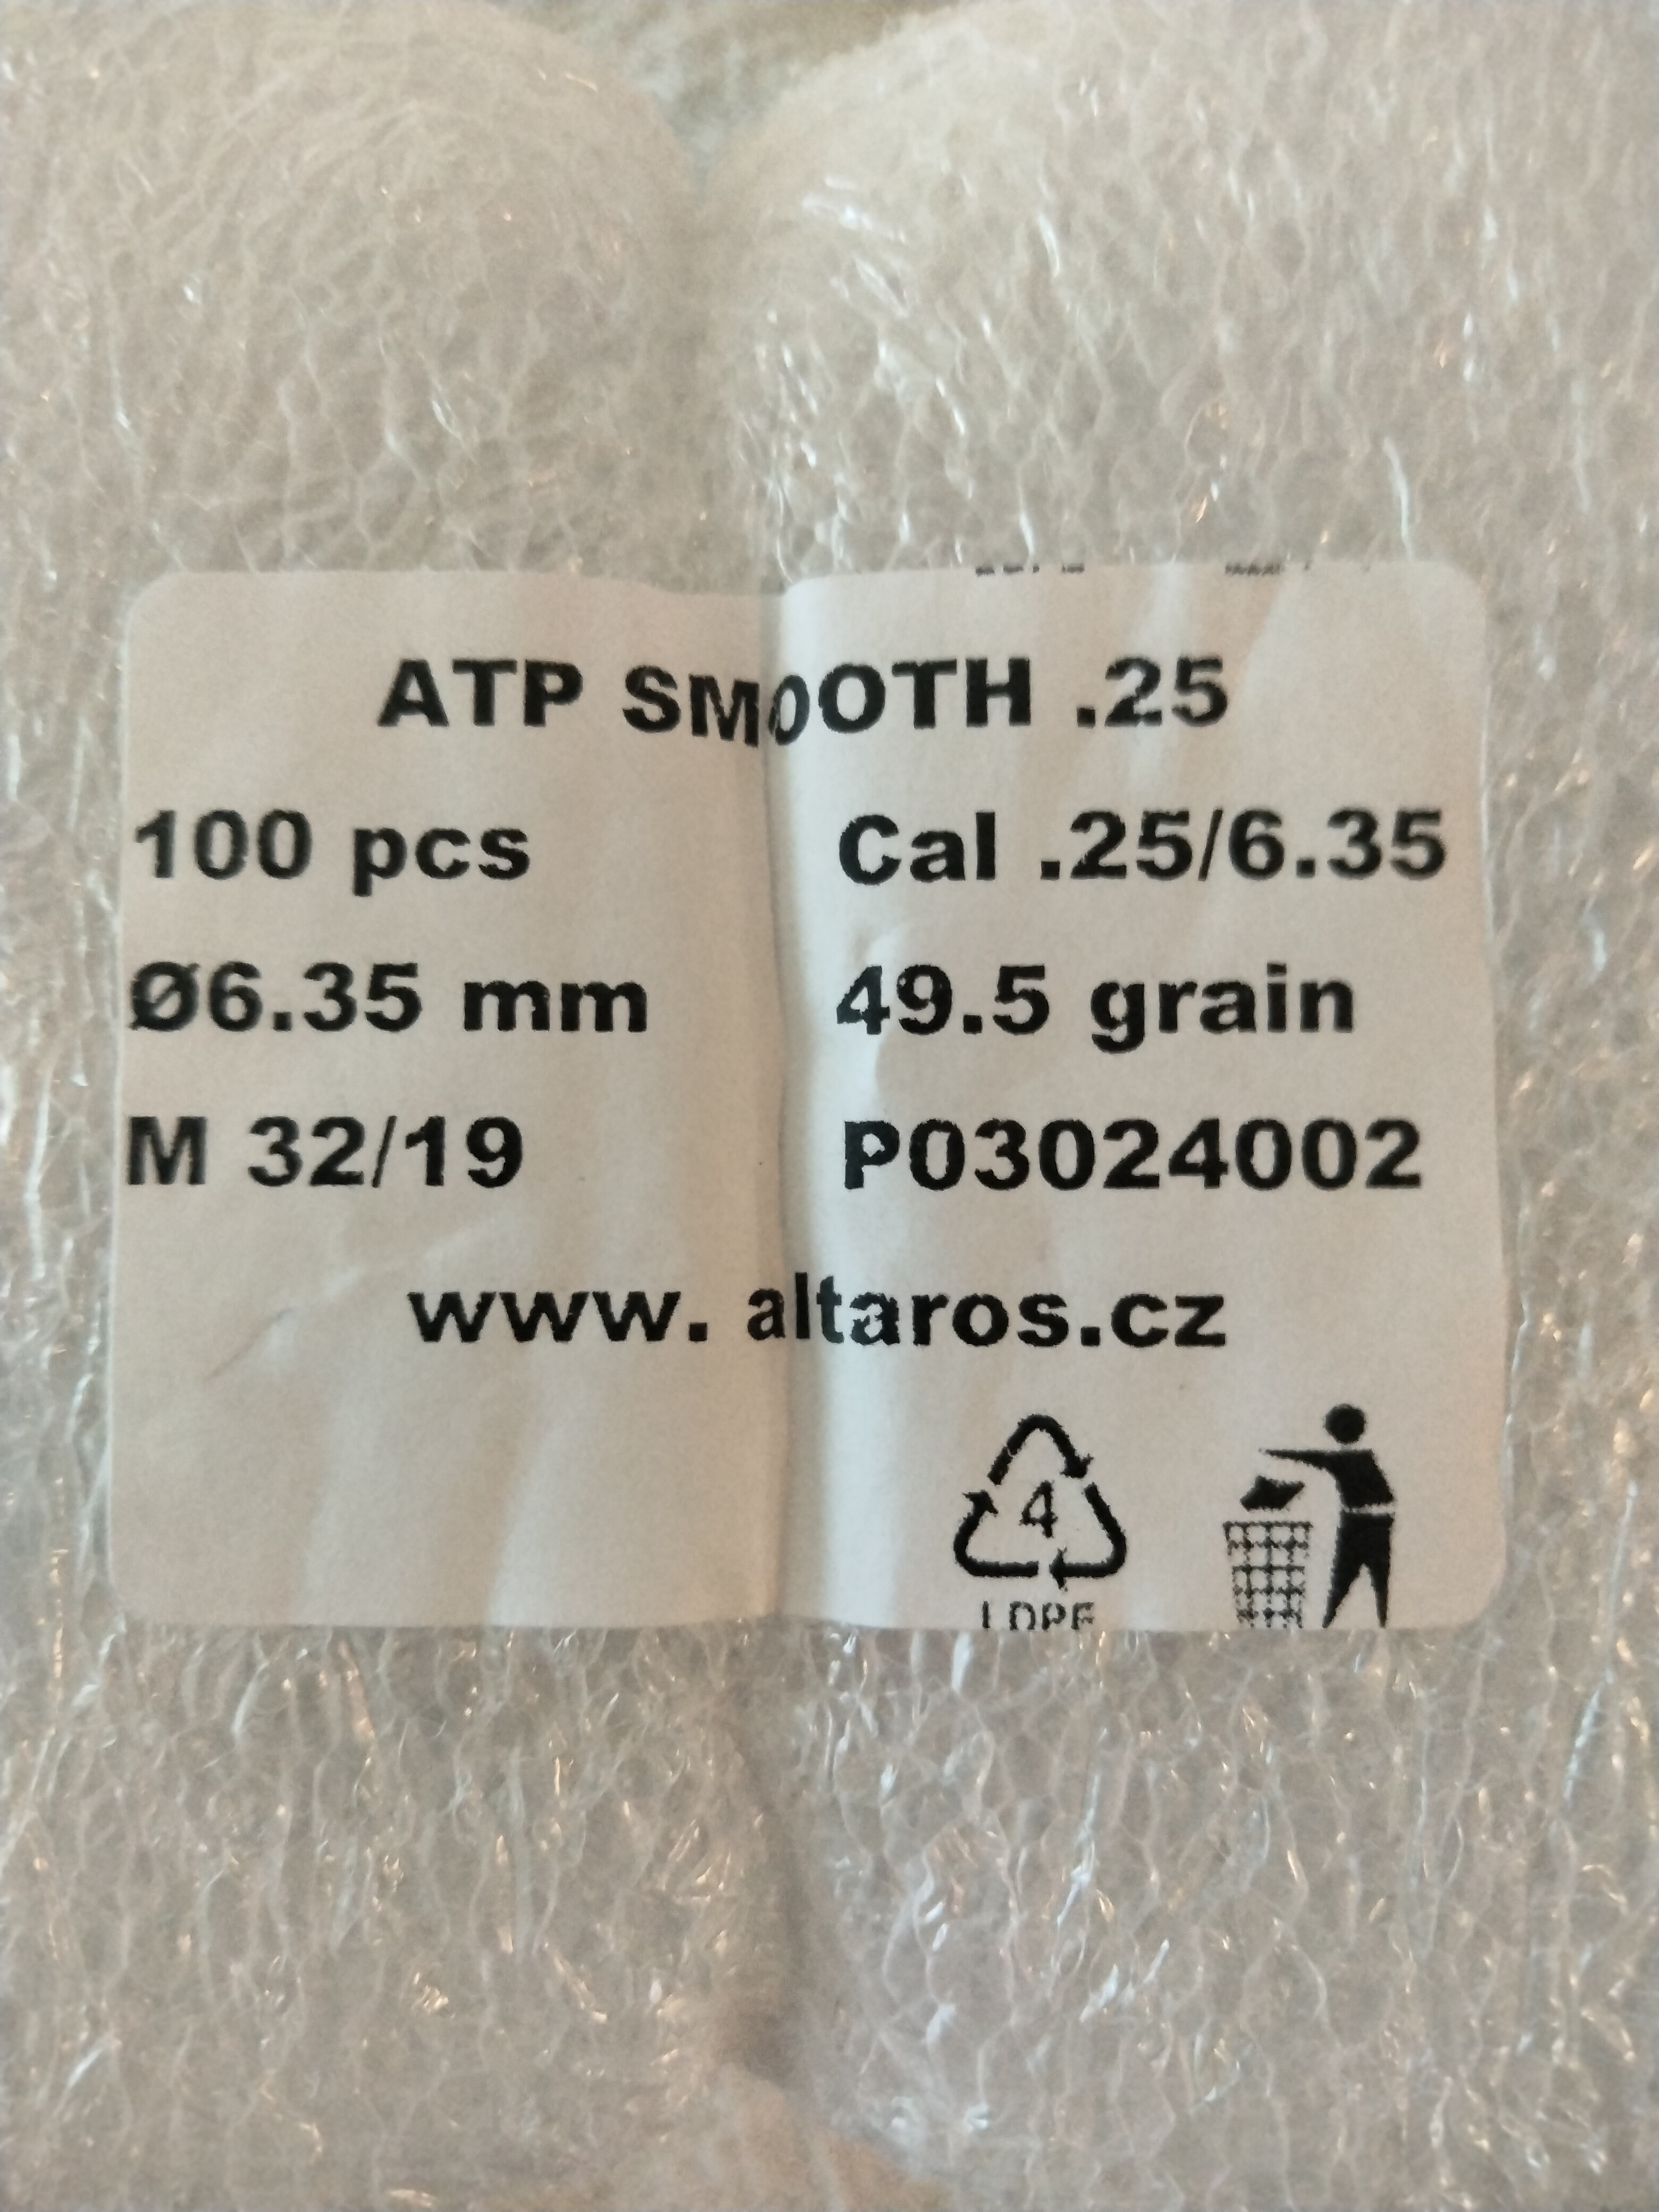 ATP SMOOTH .25
100 pcs Cal .25/6.35
Ø6.35 mm 49.5 grain
M 32/19 P03024002
www. altaros.cz
4
LDPE